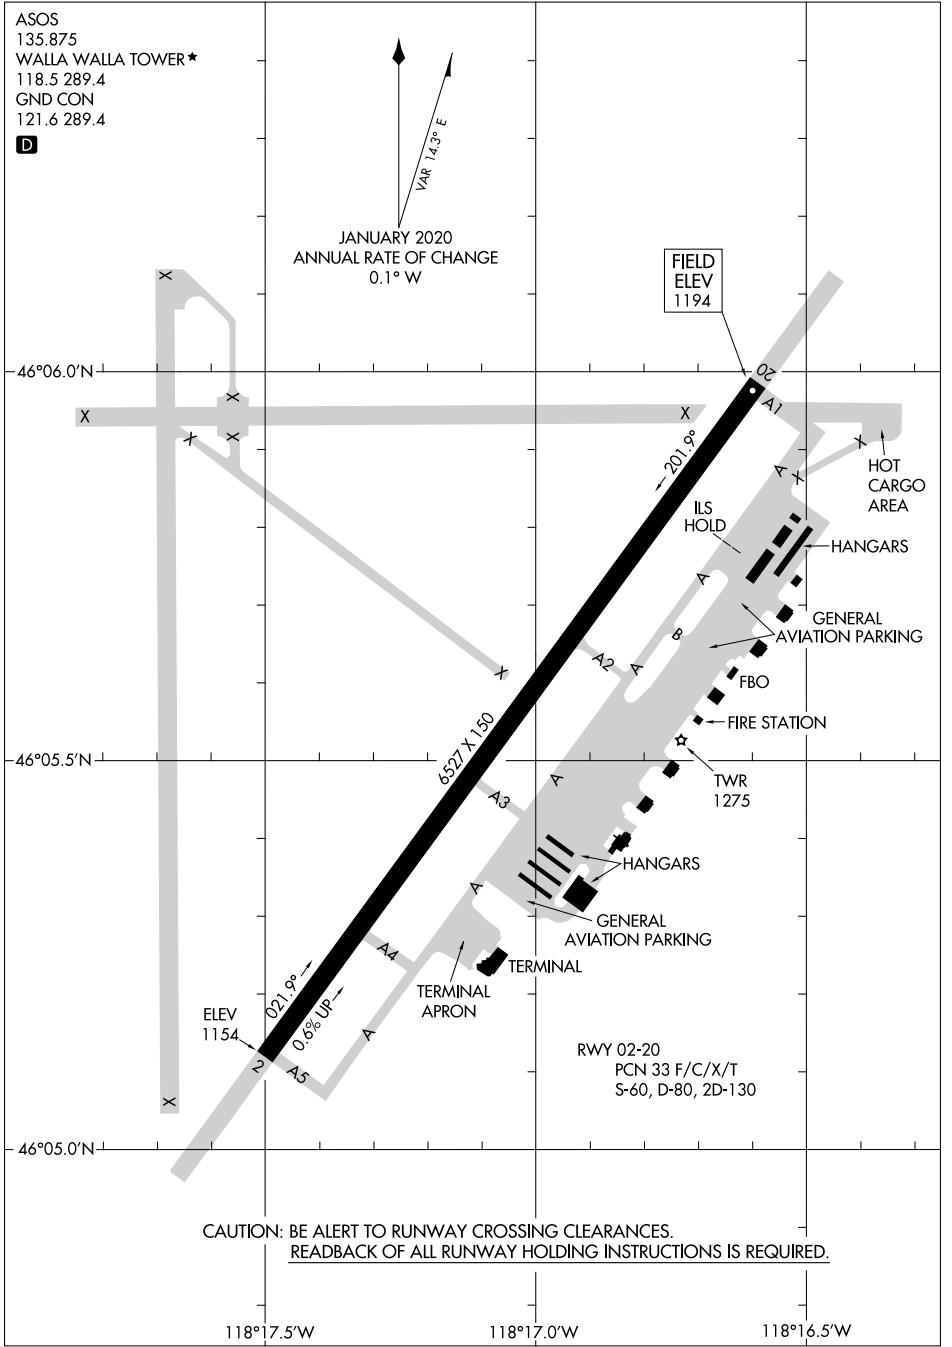 ASOS
135.875
WALLA WALLA TOWER★
118.5 289.4
GND CON
121.6 289.4
D
VAR 14.3° E
JANUARY 2020
ANNUAL RATE OF CHANGE
0.1° W
FIELD
ELEV
1194
X
46°06.0'N
20
A1
X
X
X
X
X
X
201.9°
A
X
X
HOT
CARGO
AREA
ILS
HOLD
HANGARS
A
GENERAL
AVIATION PARKING
B
A2
A
X
FBO
FIRE STATION
6527 X 150
46°05.5'N
TWR
1275
A
A3
HANGARS
A
GENERAL
AVIATION PARKING
A4
TERMINAL
TERMINAL
APRON
021.9°
0.6% UP
ELEV
1154
A
RWY 02-20
PCN 33 F/C/X/T
S-60, D-80, 2D-130
2
A5
X
46°05.0'N
CAUTION: BE ALERT TO RUNWAY CROSSING CLEARANCES.
READBACK OF ALL RUNWAY HOLDING INSTRUCTIONS IS REQUIRED.
118°17.5'W
118°17.0'W
118°16.5'W